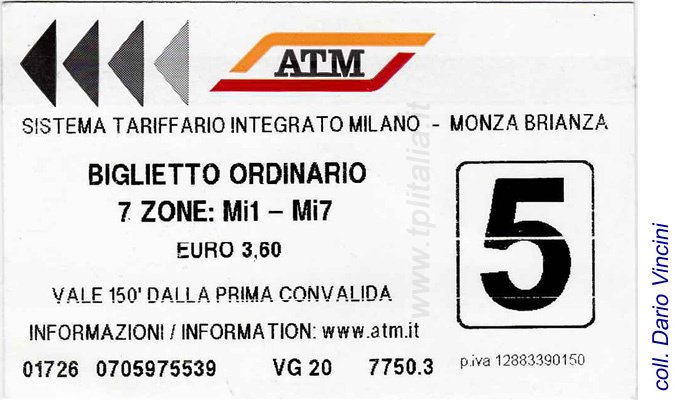 ATM
SISTEMA TARIFFARIO INTEGRATO MILANO - MONZA BRIANZA
BIGLIETTO ORDINARIO
7 ZONE: Mi1 – Mi7
EURO 3,60
5
VALE 150' DALLA PRIMA CONVALIDA
INFORMAZIONI / INFORMATION: www.atm.it
01726 0705975539 VG 20 7750.3
p.iva 12883390150
www.tplitalia.it
coll. Dario Vincini